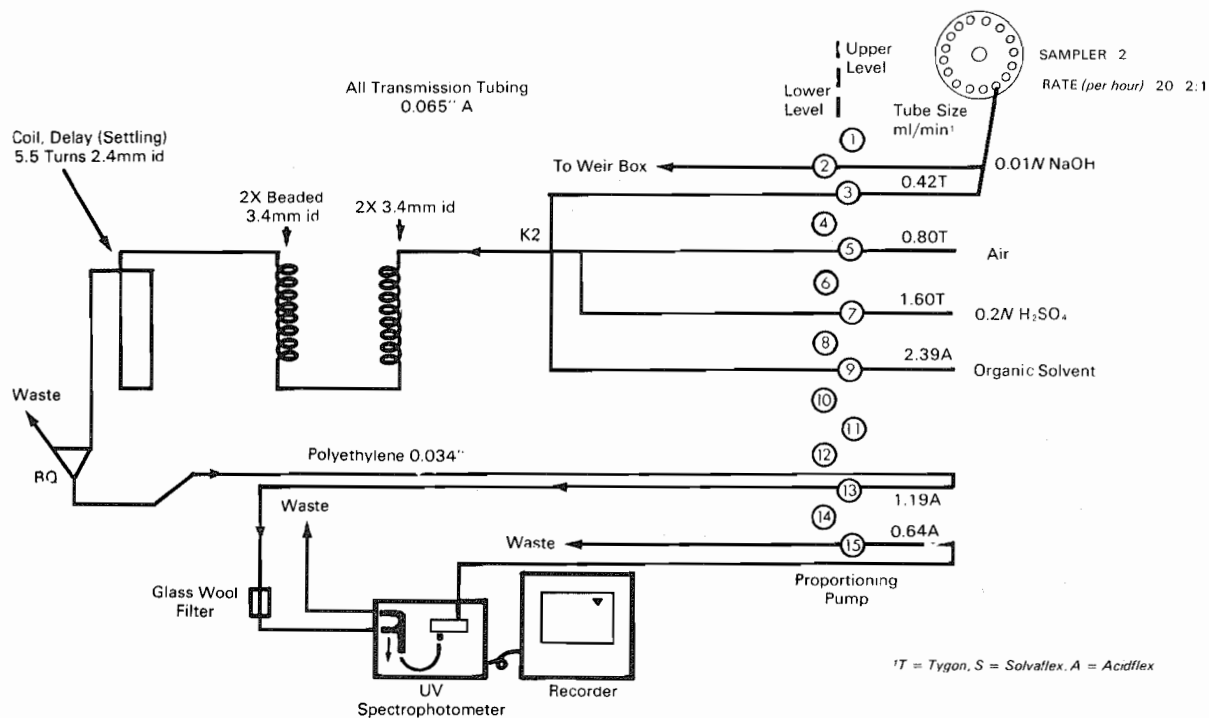 Upper
Level
Lower
Level
SAMPLER 2
RATE (per hour) 20 2:1
All Transmission Tubing
0.065" A
Tube Size
ml/min¹
Coil, Delay (Settling)
5.5 Turns 2.4mm id
1
To Weir Box
2
0.01N NaOH
3
0.42T
2X Beaded
3.4mm id
2X 3.4mm id
4
K2
5
0.80T
Air
6
7
1.60T
0.2N H₂SO₄
8
9
2.39A
Organic Solvent
Waste
10
11
12
Polyethylene 0.034"
BQ
13
1.19A
Waste
14
0.64A
Waste
15
Glass Wool
Filter
Proportioning
Pump
UV
Spectrophotometer
Recorder
¹T = Tygon, S = Solvaflex. A = Acidflex